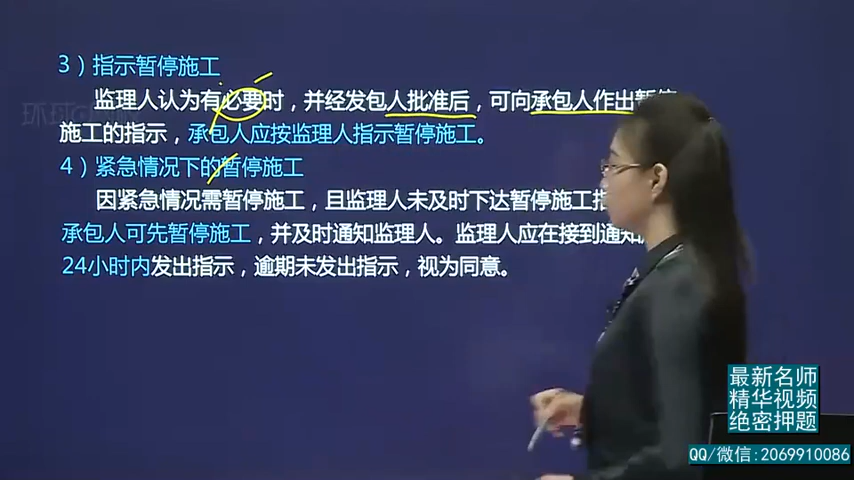 3）指示暂停施工
监理人认为有必要时，并经发包人批准后，可向承包人作出暂停
施工的指示，承包人应按监理人指示暂停施工。
4）紧急情况下的暂停施工
因紧急情况需暂停施工，且监理人未及时下达暂停施工
承包人可先暂停施工，并及时通知监理人。监理人应在接到通知
24小时内发出指示，逾期未发出指示，视为同意。
最新名师
精华视频
绝密押题
QQ/微信:2069910086